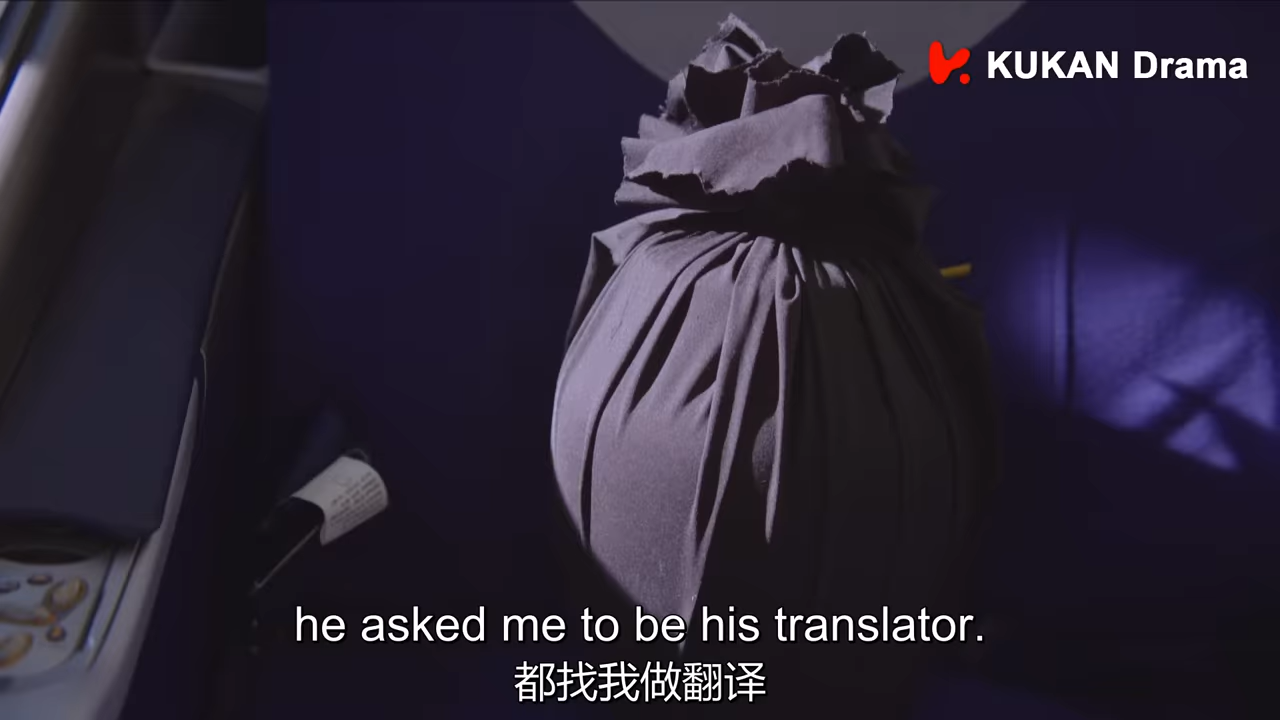 KUKAN Drama
he asked me to be his translator.
都找我做翻译